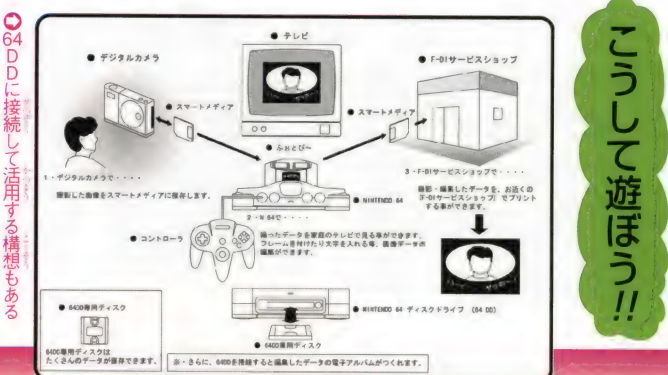 こうして遊ぼう!!
● テレビ
● デジタルカメラ
● F-DIサービスショップ
● スマートメディア
● スマートメディア
● ふぉとぴ〜
1・デジタルカメラで・・・・
撮影した画像をスマートメディアに保存します。
● NINTENDO 64
2・N 64で・・・・
撮ったデータを家庭のテレビで見る事ができます。
フレームを付けたり文字を入れる等、画像データの
編集ができます。
3・F-DIサービスショップで・・・・
撮影・編集したデータを、お近くの
「F-DIサービスショップ」でプリント
する事ができます。
● コントローラ
● NINTENDO 64 ディスクドライブ (64 DD)
● 64DD専用ディスク
● 64DD専用ディスク
64DD専用ディスクは
たくさんのデータが保存できます。
※・さらに、64DDを接続すると編集したデータの電子アルバムがつくれます。
➲64DDに接続して活用する構想もある